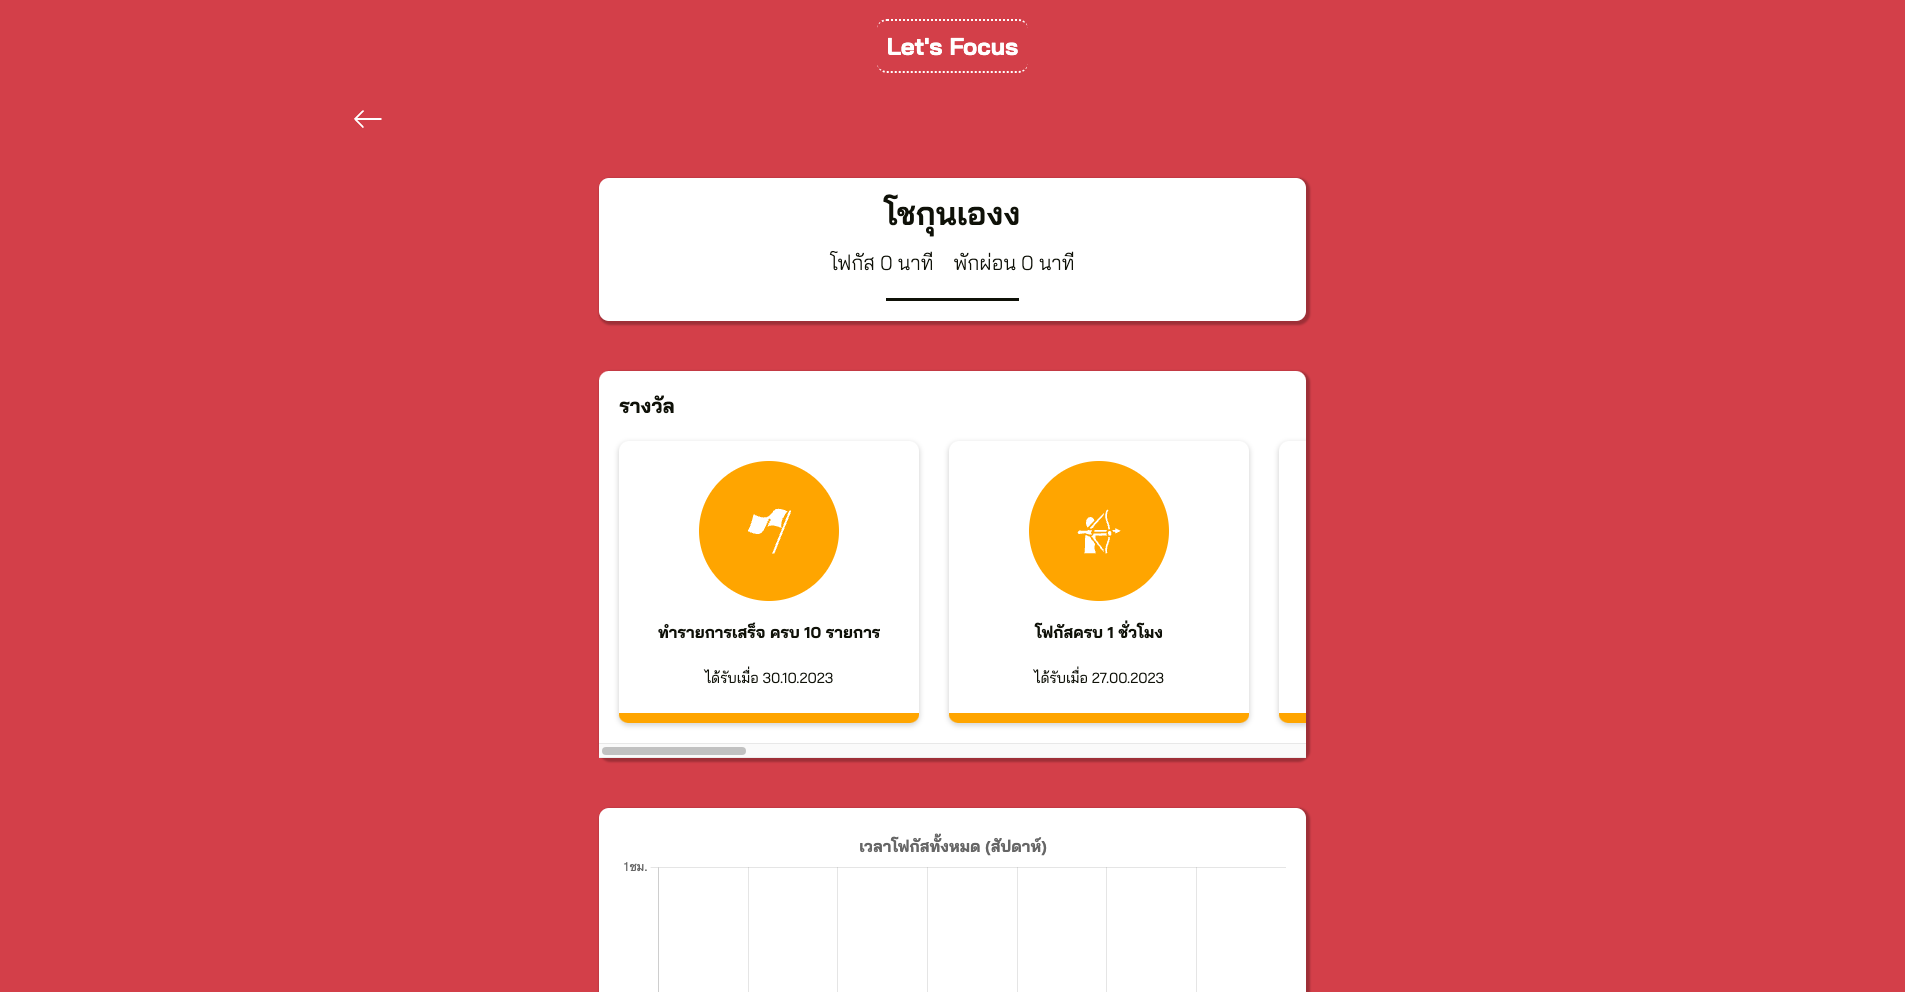 Let's Focus
โชกุนเองง
โฟกัส 0 นาที พักผ่อน 0 นาที
รางวัล
ทำรายการเสร็จ ครบ 10 รายการ
ได้รับเมื่อ 30.10.2023
โฟกัสครบ 1 ชั่วโมง
ได้รับเมื่อ 27.00.2023
เวลาโฟกัสทั้งหมด (สัปดาห์)
1ชม.